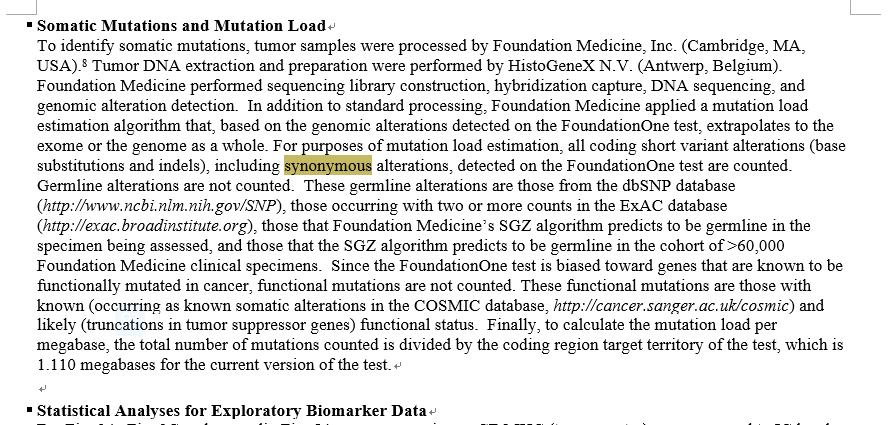 ▪ Somatic Mutations and Mutation Load
To identify somatic mutations, tumor samples were processed by Foundation Medicine, Inc. (Cambridge, MA,
USA).8 Tumor DNA extraction and preparation were performed by HistoGeneX N.V. (Antwerp, Belgium).
Foundation Medicine performed sequencing library construction, hybridization capture, DNA sequencing, and
genomic alteration detection.  In addition to standard processing, Foundation Medicine applied a mutation load
estimation algorithm that, based on the genomic alterations detected on the FoundationOne test, extrapolates to the
exome or the genome as a whole. For purposes of mutation load estimation, all coding short variant alterations (base
substitutions and indels), including synonymous alterations, detected on the FoundationOne test are counted.
Germline alterations are not counted.  These germline alterations are those from the dbSNP database
(http://www.ncbi.nlm.nih.gov/SNP), those occurring with two or more counts in the ExAC database
(http://exac.broadinstitute.org), those that Foundation Medicine's SGZ algorithm predicts to be germline in the
specimen being assessed, and those that the SGZ algorithm predicts to be germline in the cohort of >60,000
Foundation Medicine clinical specimens.  Since the FoundationOne test is biased toward genes that are known to be
functionally mutated in cancer, functional mutations are not counted. These functional mutations are those with
known (occurring as known somatic alterations in the COSMIC database, http://cancer.sanger.ac.uk/cosmic) and
likely (truncations in tumor suppressor genes) functional status.  Finally, to calculate the mutation load per
megabase, the total number of mutations counted is divided by the coding region target territory of the test, which is
1.110 megabases for the current version of the test.
▪ Statistical Analyses for Exploratory Biomarker Data